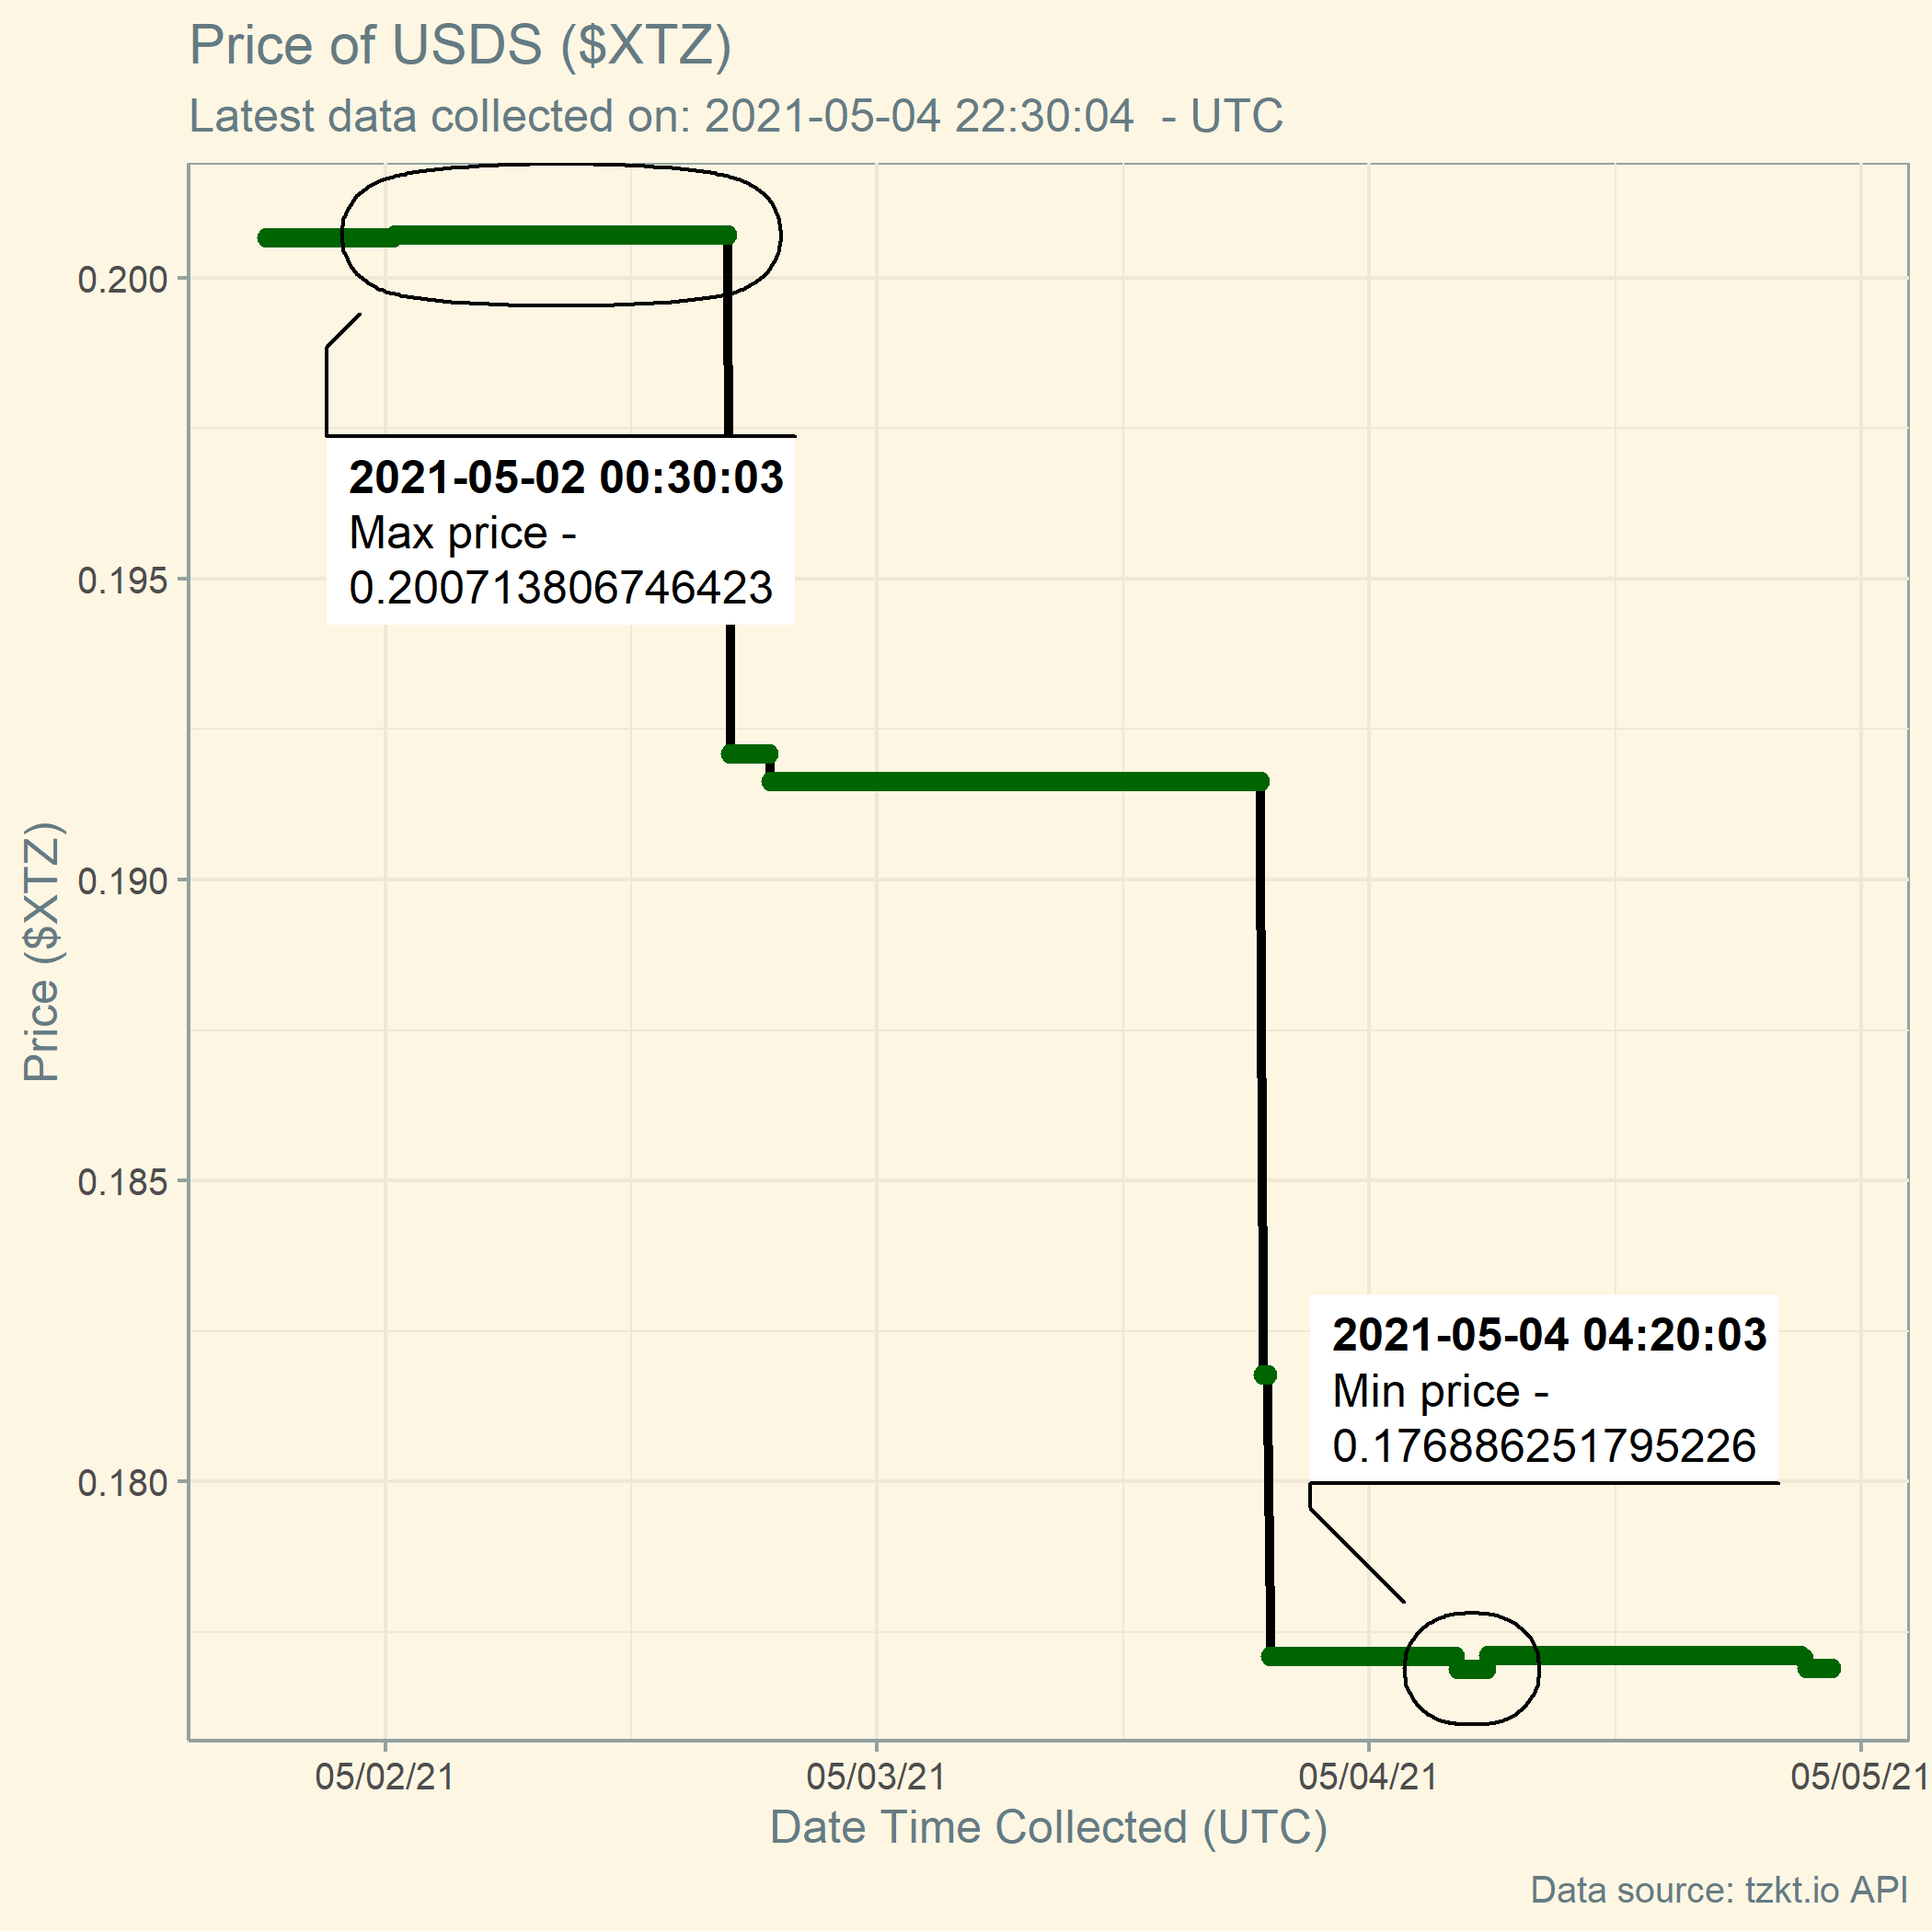 Price of USDS ($XTZ)
Latest data collected on: 2021-05-04 22:30:04  - UTC
0.200
2021-05-02 00:30:03
Max price -
0.200713806746423
0.195
0.190
Price ($XTZ)
0.185
2021-05-04 04:20:03
Min price -
0.176886251795226
0.180
05/02/21
05/03/21
05/04/21
05/05/21
Date Time Collected (UTC)
Data source: tzkt.io API